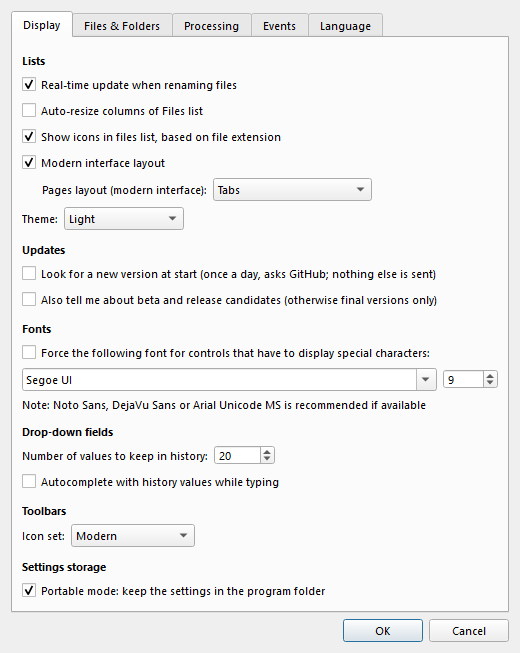 Display Files & Folders Processing Events Language
Lists
Real-time update when renaming files
Auto-resize columns of Files list
Show icons in files list, based on file extension
Modern interface layout
Pages layout (modern interface): Tabs
Theme: Light
Updates
Look for a new version at start (once a day, asks GitHub; nothing else is sent)
Also tell me about beta and release candidates (otherwise final versions only)
Fonts
Force the following font for controls that have to display special characters:
Segoe UI 9
Note: Noto Sans, DejaVu Sans or Arial Unicode MS is recommended if available
Drop-down fields
Number of values to keep in history: 20
Autocomplete with history values while typing
Toolbars
Icon set: Modern
Settings storage
Portable mode: keep the settings in the program folder
OK Cancel